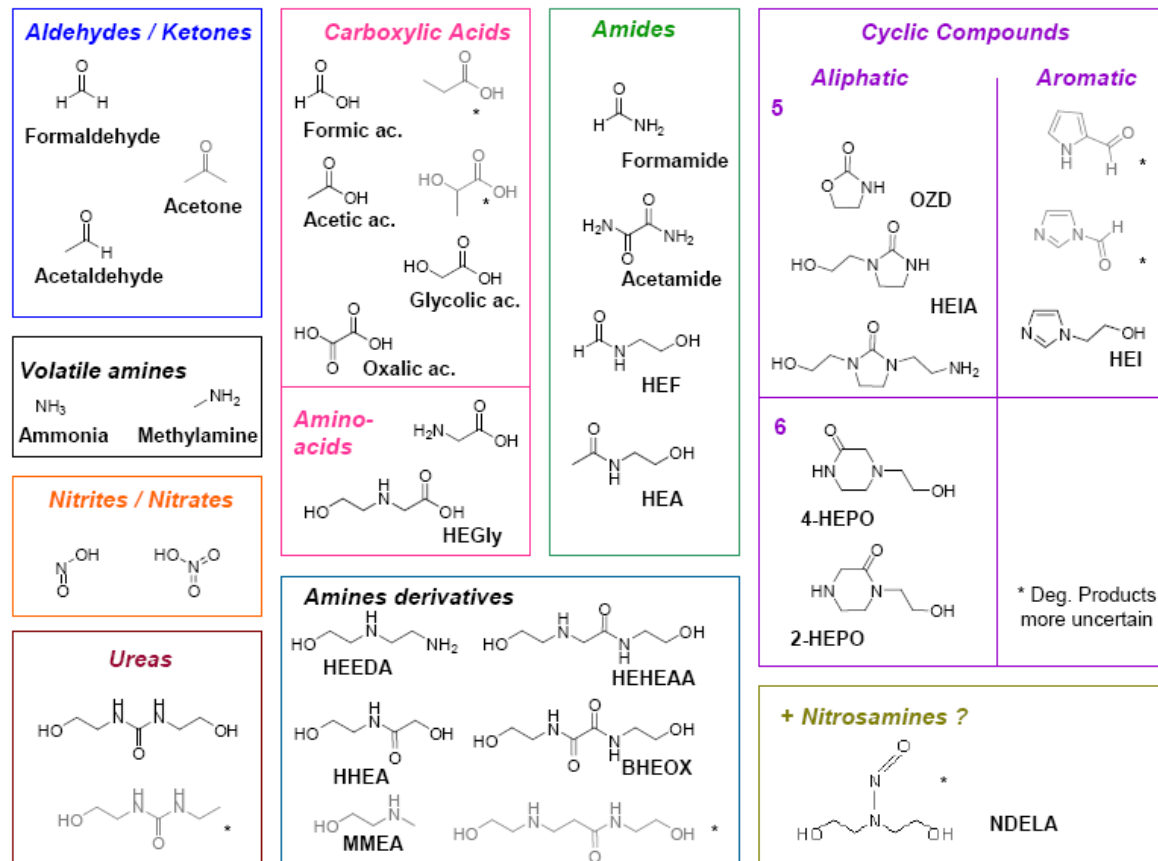 Aldehydes / Ketones
O
H H
Formaldehyde
O
Acetone
O
H
Acetaldehyde
Volatile amines
NH3
NH2
Ammonia Methylamine
Nitrites / Nitrates
OH
N
O
HO O
N
O
Ureas
H H
HO N N OH
O
H H
HO N N
O
*
Carboxylic Acids
O
H OH
Formic ac.
O
OH
*
O
OH
Acetic ac.
O
HO OH
*
O
HO
OH
Glycolic ac.
O
HO
OH
O
Oxalic ac.
Amino-
acids
O
H2N
OH
H
N O
HO OH
HEGly
Amides
O
H NH2
Formamide
O
H2N
NH2
O
Acetamide
O
H N OH
H
HEF
O
N OH
H
HEA
Amines derivatives
H
HO N NH2
HEEDA
H O
HO N N OH
H
HEHEAA
H
HO N OH
O
HHEA
H O
HO N N OH
O H
BHEOX
H
N
HO
MMEA
H H
HO N N OH
O
*
Cyclic Compounds
Aliphatic
Aromatic
5
O
O NH
OZD
O
HO N NH
HEIA
O
HO N N NH2
O
N
H H
*
H
N N
O
*
N N OH
HEI
6
O
HN N
OH
4-HEPO
O
HN N
OH
2-HEPO
* Deg. Products
more uncertain
+ Nitrosamines ?
O
N
*
HO N OH
NDELA